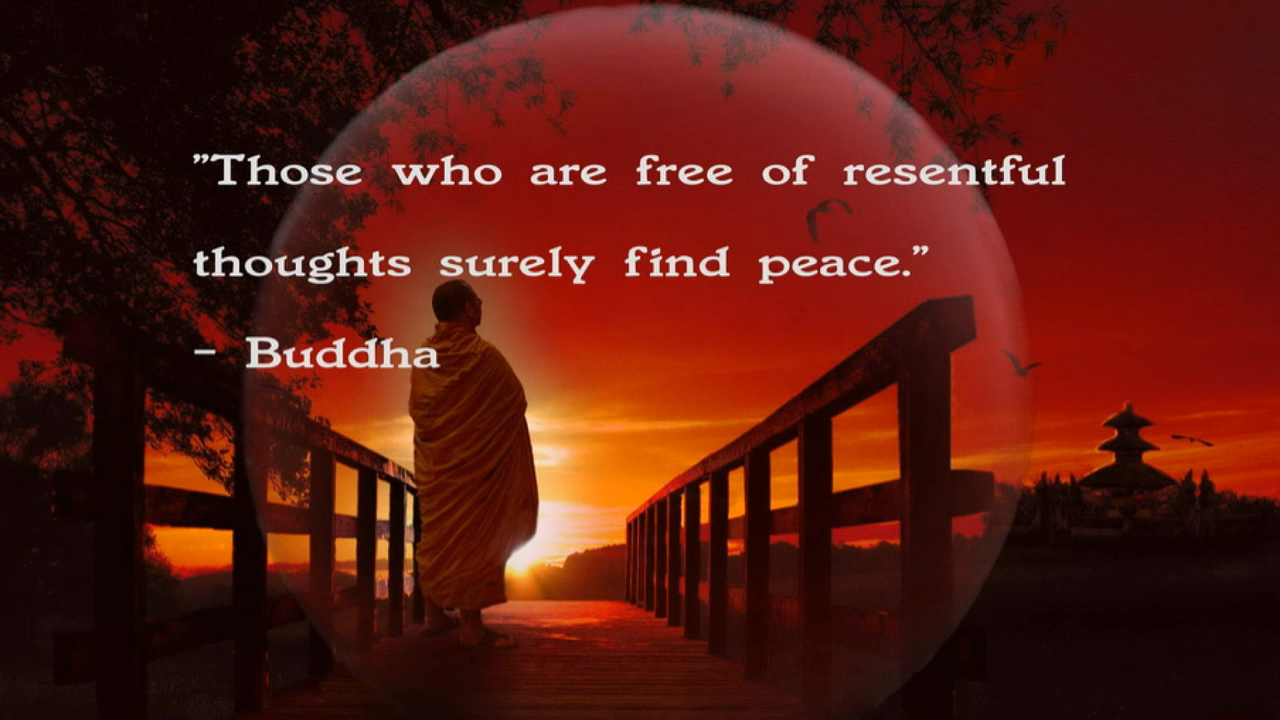 ”Those who are free of resentful
thoughts surely find peace.”
– Buddha